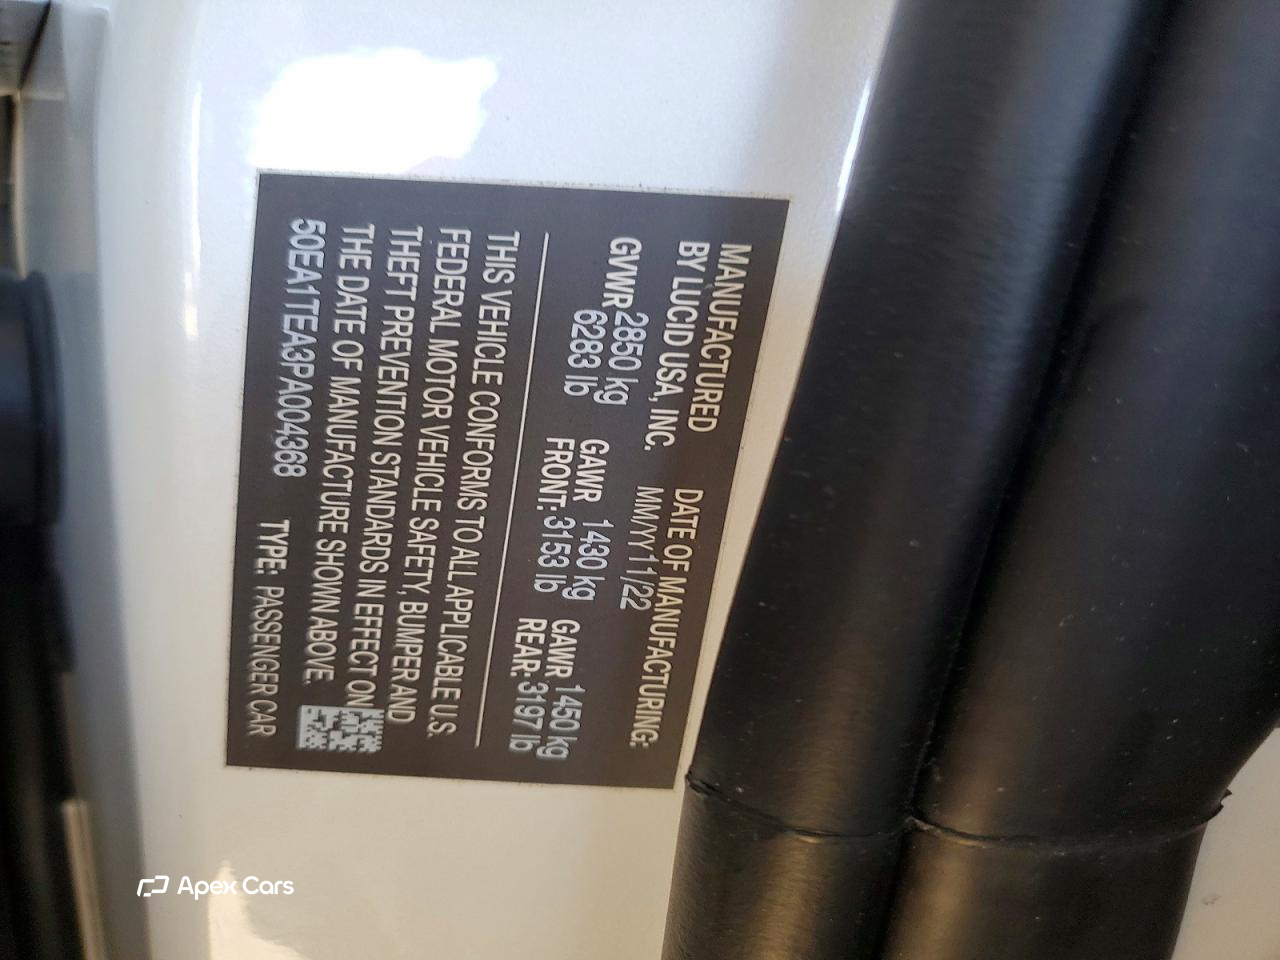 MANUFACTURED
BY LUCID USA, INC.
DATE OF MANUFACTURING:
MM/YY 11/22
GVWR 2850 kg
6283 lb
GAWR 1430 kg
FRONT: 3153 lb
GAWR 1450 kg
REAR: 3197 lb
THIS VEHICLE CONFORMS TO ALL APPLICABLE U.S.
FEDERAL MOTOR VEHICLE SAFETY, BUMPER AND
THEFT PREVENTION STANDARDS IN EFFECT ON
THE DATE OF MANUFACTURE SHOWN ABOVE.
50EA1TEA3PA004368 TYPE: PASSENGER CAR
Apex Cars